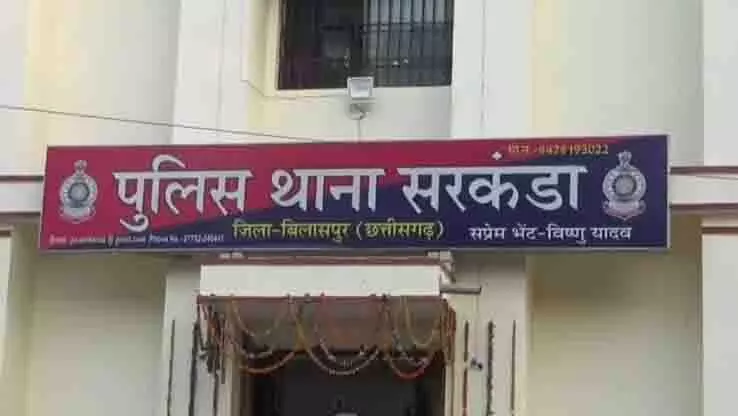 मो.नं.-9479193022
पुलिस थाना सरकंडा
जिला-बिलासपुर (छत्तीसगढ़)
सप्रेम भेंट-विष्णु यादव